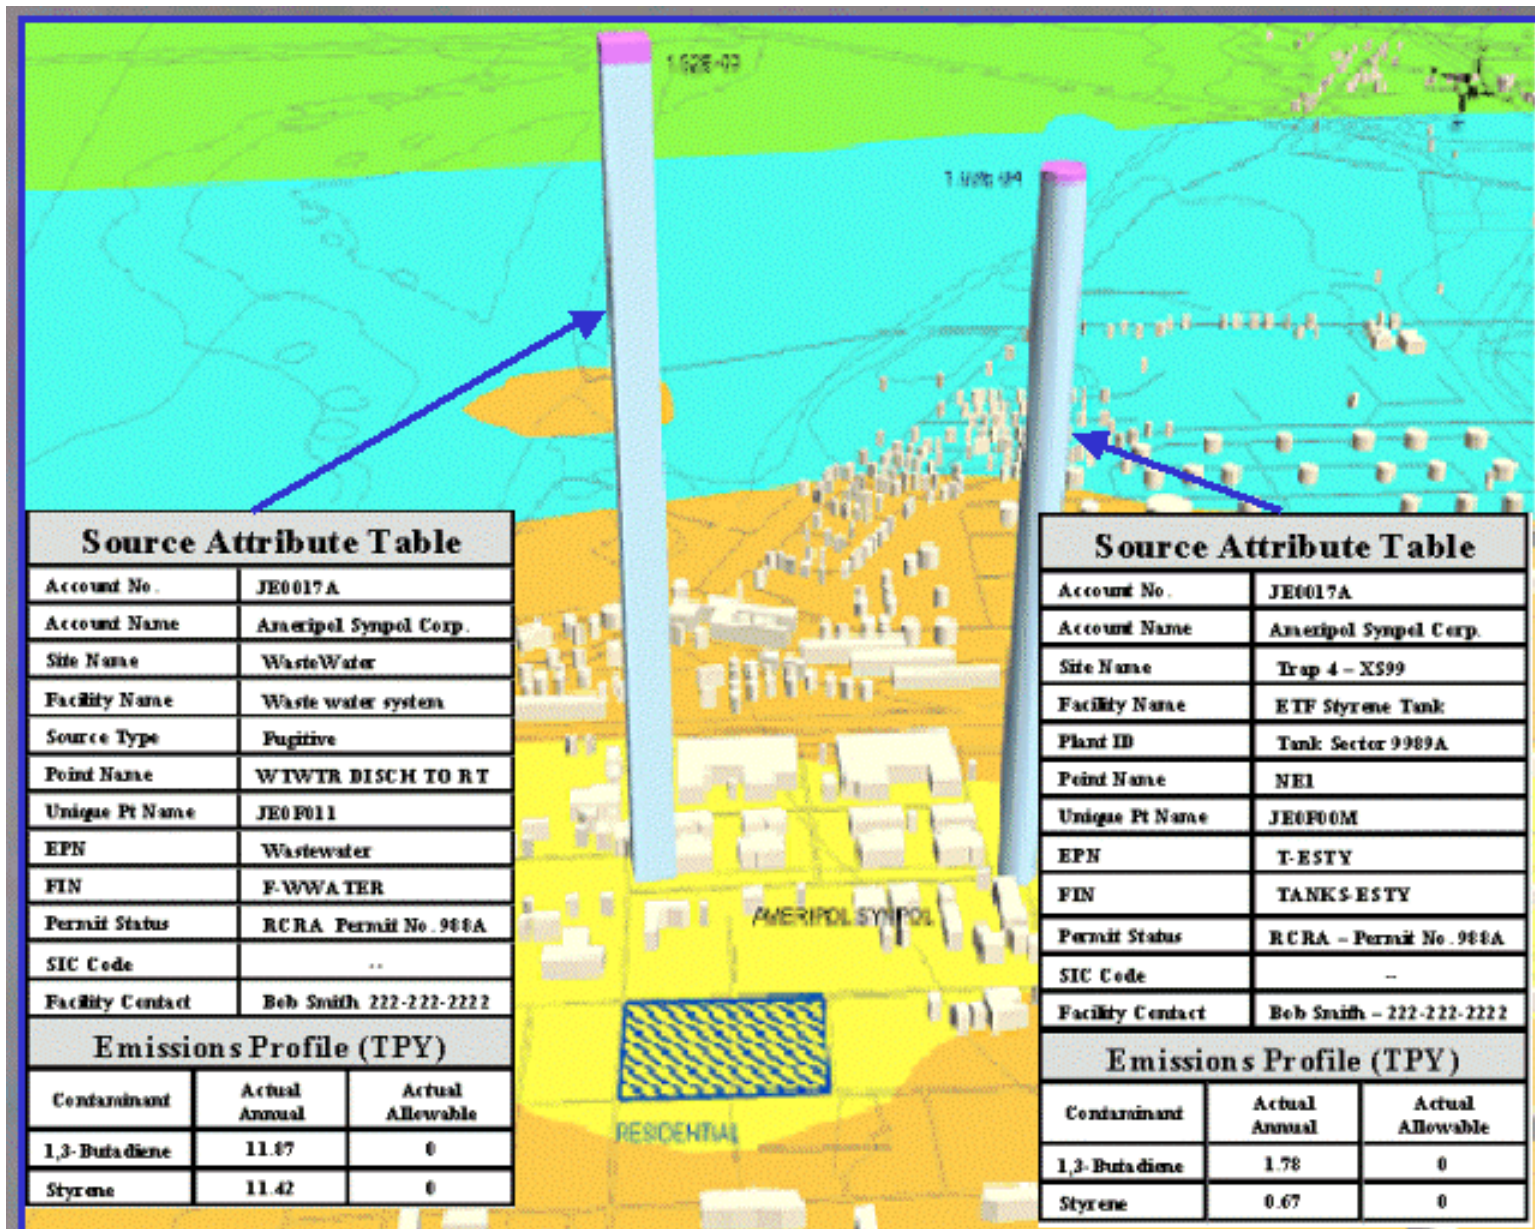 1.62E-03
Source Attribute Table
Account No. JE0017A
Account Name Ameripol Synpol Corp.
Site Name WasteWater
Facility Name Waste water system
Source Type Fugitive
Point Name WTWTR DISCH TO RT
Unique Pt Name JE0F011
EPN Wastewater
FIN F-WWATER
Permit Status RCRA Permit No. 988A
SIC Code --
Facility Contact Bob Smith 222-222-2222
Emissions Profile (TPY)
Contaminant Actual Annual Actual Allowable
1,3-Butadiene 11.87 0
Styrene 11.42 0
AMERIPOL SYNPOL
RESIDENTIAL
Source Attribute Table
Account No. JE0017A
Account Name Ameripol Synpol Corp.
Site Name Trap 4 – XS99
Facility Name ETF Styrene Tank
Plant ID Tank Sector 9989A
Point Name NE1
Unique Pt Name JE0F00M
EPN T-ESTY
FIN TANKS-ESTY
Permit Status RCRA – Permit No. 988A
SIC Code --
Facility Contact Bob Smith – 222-222-2222
Emissions Profile (TPY)
Contaminant Actual Annual Actual Allowable
1,3-Butadiene 1.78 0
Styrene 0.67 0